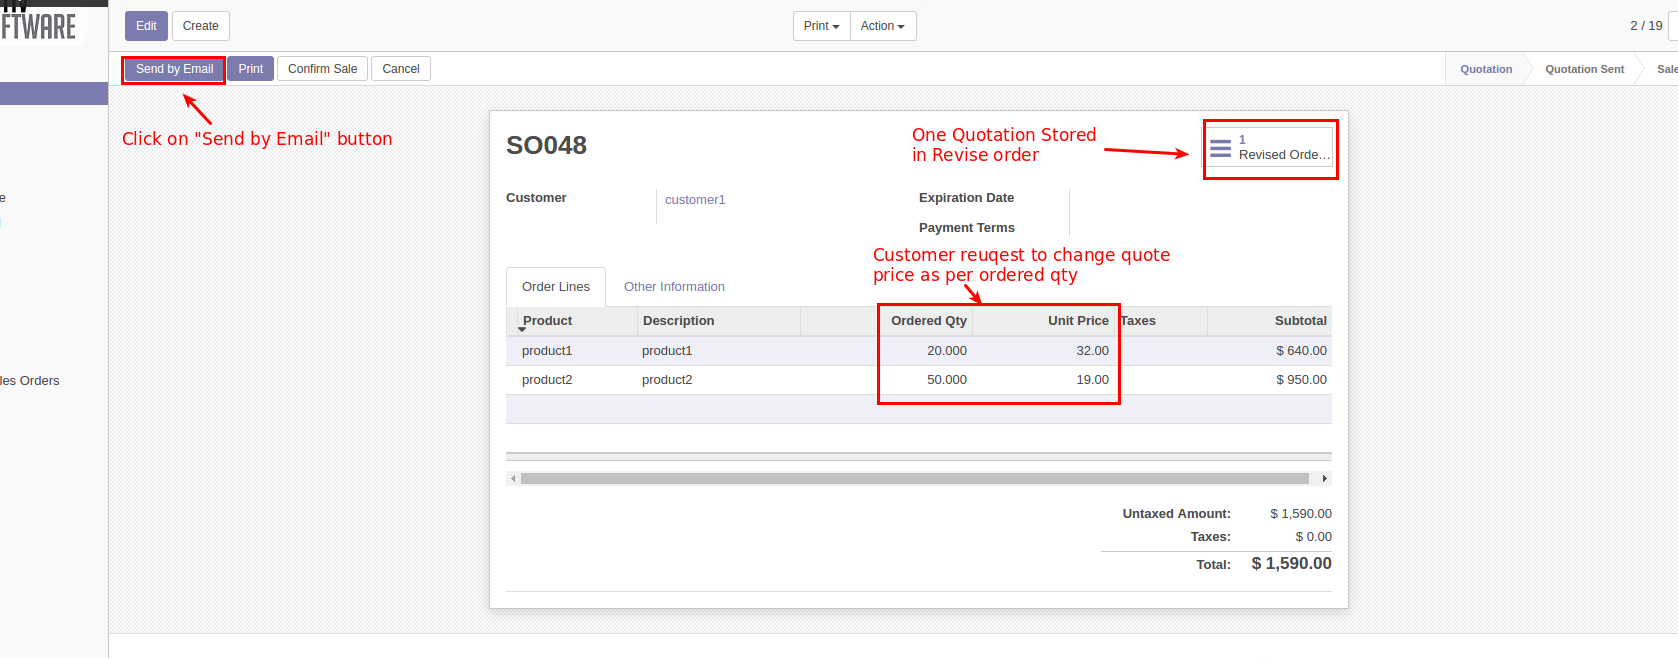 FTWARE
Edit Create Print Action 2 / 19
Send by Email Print Confirm Sale Cancel Quotation Quotation Sent Sale
Click on "Send by Email" button
SO048
One Quotation Stored
in Revise order
1
Revised Orde...
Customer customer1 Expiration Date
Payment Terms
Customer reuqest to change quote
price as per ordered qty
Order Lines Other Information
Product Description Ordered Qty Unit Price Taxes Subtotal
product1 product1 20.000 32.00 $ 640.00
product2 product2 50.000 19.00 $ 950.00
e
les Orders
Untaxed Amount: $ 1,590.00
Taxes: $ 0.00
Total: $ 1,590.00